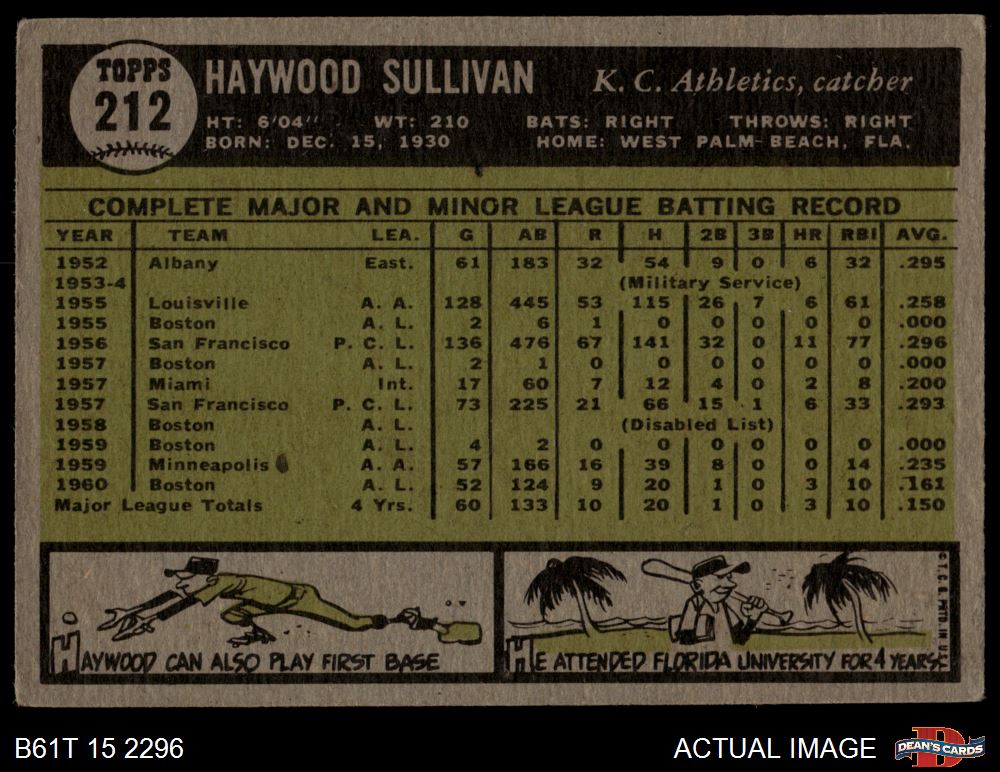 TOPPS
212
HAYWOOD SULLIVAN K. C. Athletics, catcher
HT: 6'04" WT: 210 BATS: RIGHT THROWS: RIGHT
BORN: DEC. 15, 1930 HOME: WEST PALM BEACH, FLA.
COMPLETE MAJOR AND MINOR LEAGUE BATTING RECORD
YEAR TEAM LEA. G AB R H 2B 3B HR RBI AVG.
1952 Albany East. 61 183 32 54 9 0 6 32 .295
1953-4 (Military Service)
1955 Louisville A. A. 128 445 53 115 26 7 6 61 .258
1955 Boston A. L. 2 6 1 0 0 0 0 0 .000
1956 San Francisco P. C. L. 136 476 67 141 32 0 11 77 .296
1957 Boston A. L. 2 1 0 0 0 0 0 0 .000
1957 Miami Int. 17 60 7 12 4 0 2 8 .200
1957 San Francisco P. C. L. 73 225 21 66 15 1 6 33 .293
1958 Boston A. L. (Disabled List)
1959 Boston A. L. 4 2 0 0 0 0 0 0 .000
1959 Minneapolis A. A. 57 166 16 39 8 0 0 14 .235
1960 Boston A. L. 52 124 9 20 1 0 3 10 .161
Major League Totals 4 Yrs. 60 133 10 20 1 0 3 10 .150
HAYWOOD CAN ALSO PLAY FIRST BASE
HE ATTENDED FLORIDA UNIVERSITY FOR 4 YEARS.
© T. C. G. PRTD. IN U.S.A.
B61T 15 2296 ACTUAL IMAGE
D
DEAN'S CARDS